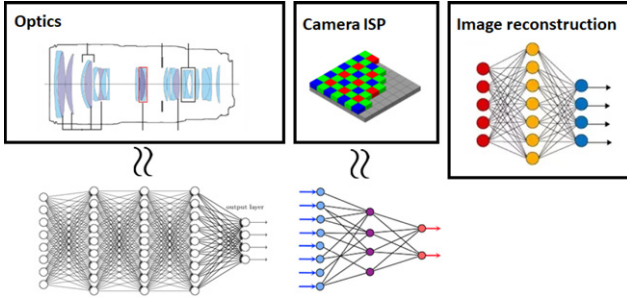 Optics
Camera ISP
Image reconstruction
output layer